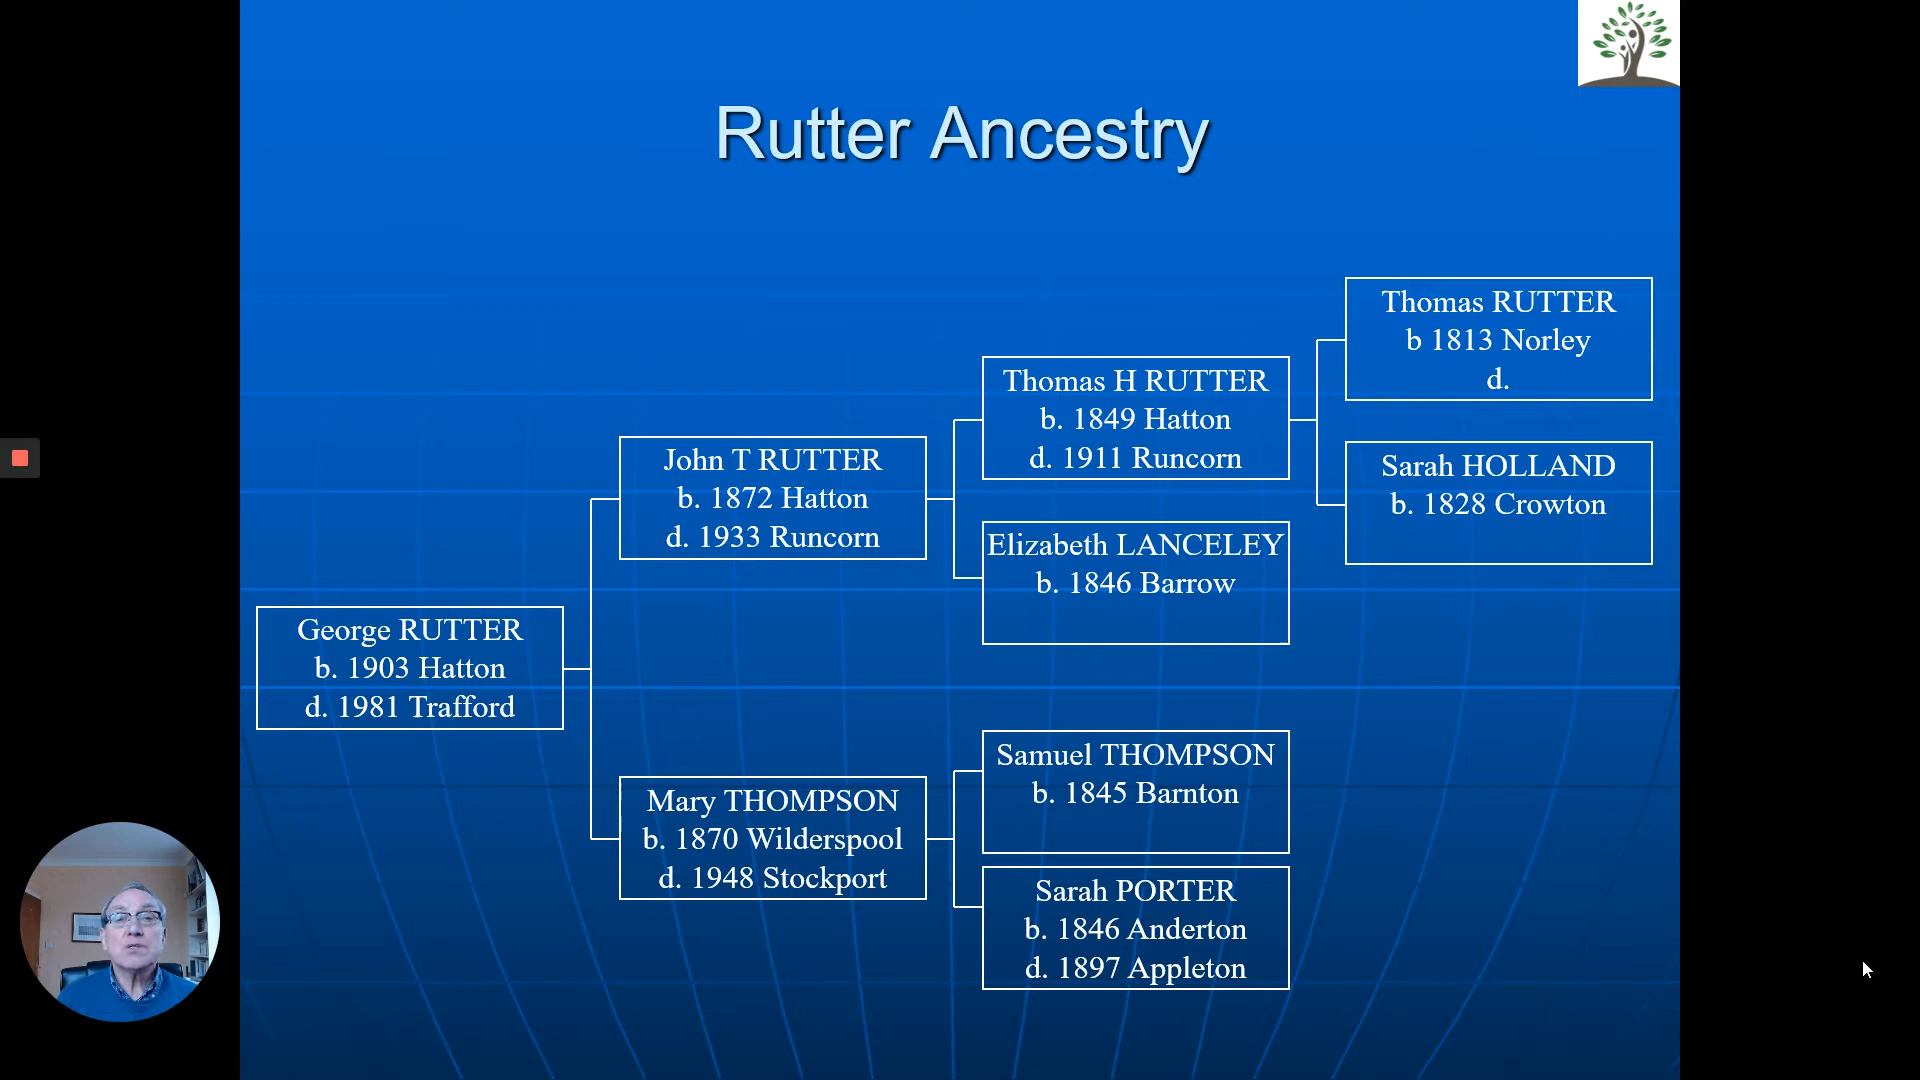 Rutter Ancestry
George RUTTER
b. 1903 Hatton
d. 1981 Trafford
John T RUTTER
b. 1872 Hatton
d. 1933 Runcorn
Mary THOMPSON
b. 1870 Wilderspool
d. 1948 Stockport
Thomas H RUTTER
b. 1849 Hatton
d. 1911 Runcorn
Elizabeth LANCELEY
b. 1846 Barrow
Samuel THOMPSON
b. 1845 Barnton
Sarah PORTER
b. 1846 Anderton
d. 1897 Appleton
Thomas RUTTER
b 1813 Norley
d.
Sarah HOLLAND
b. 1828 Crowton